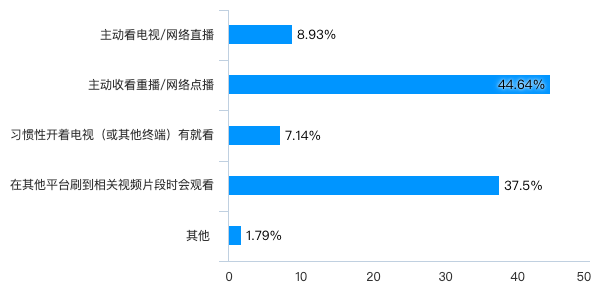 主动看电视/网络直播 8.93%
主动收看重播/网络点播 44.64%
习惯性开着电视（或其他终端）有就看 7.14%
在其他平台刷到相关视频片段时会观看 37.5%
其他 1.79%
0 10 20 30 40 50